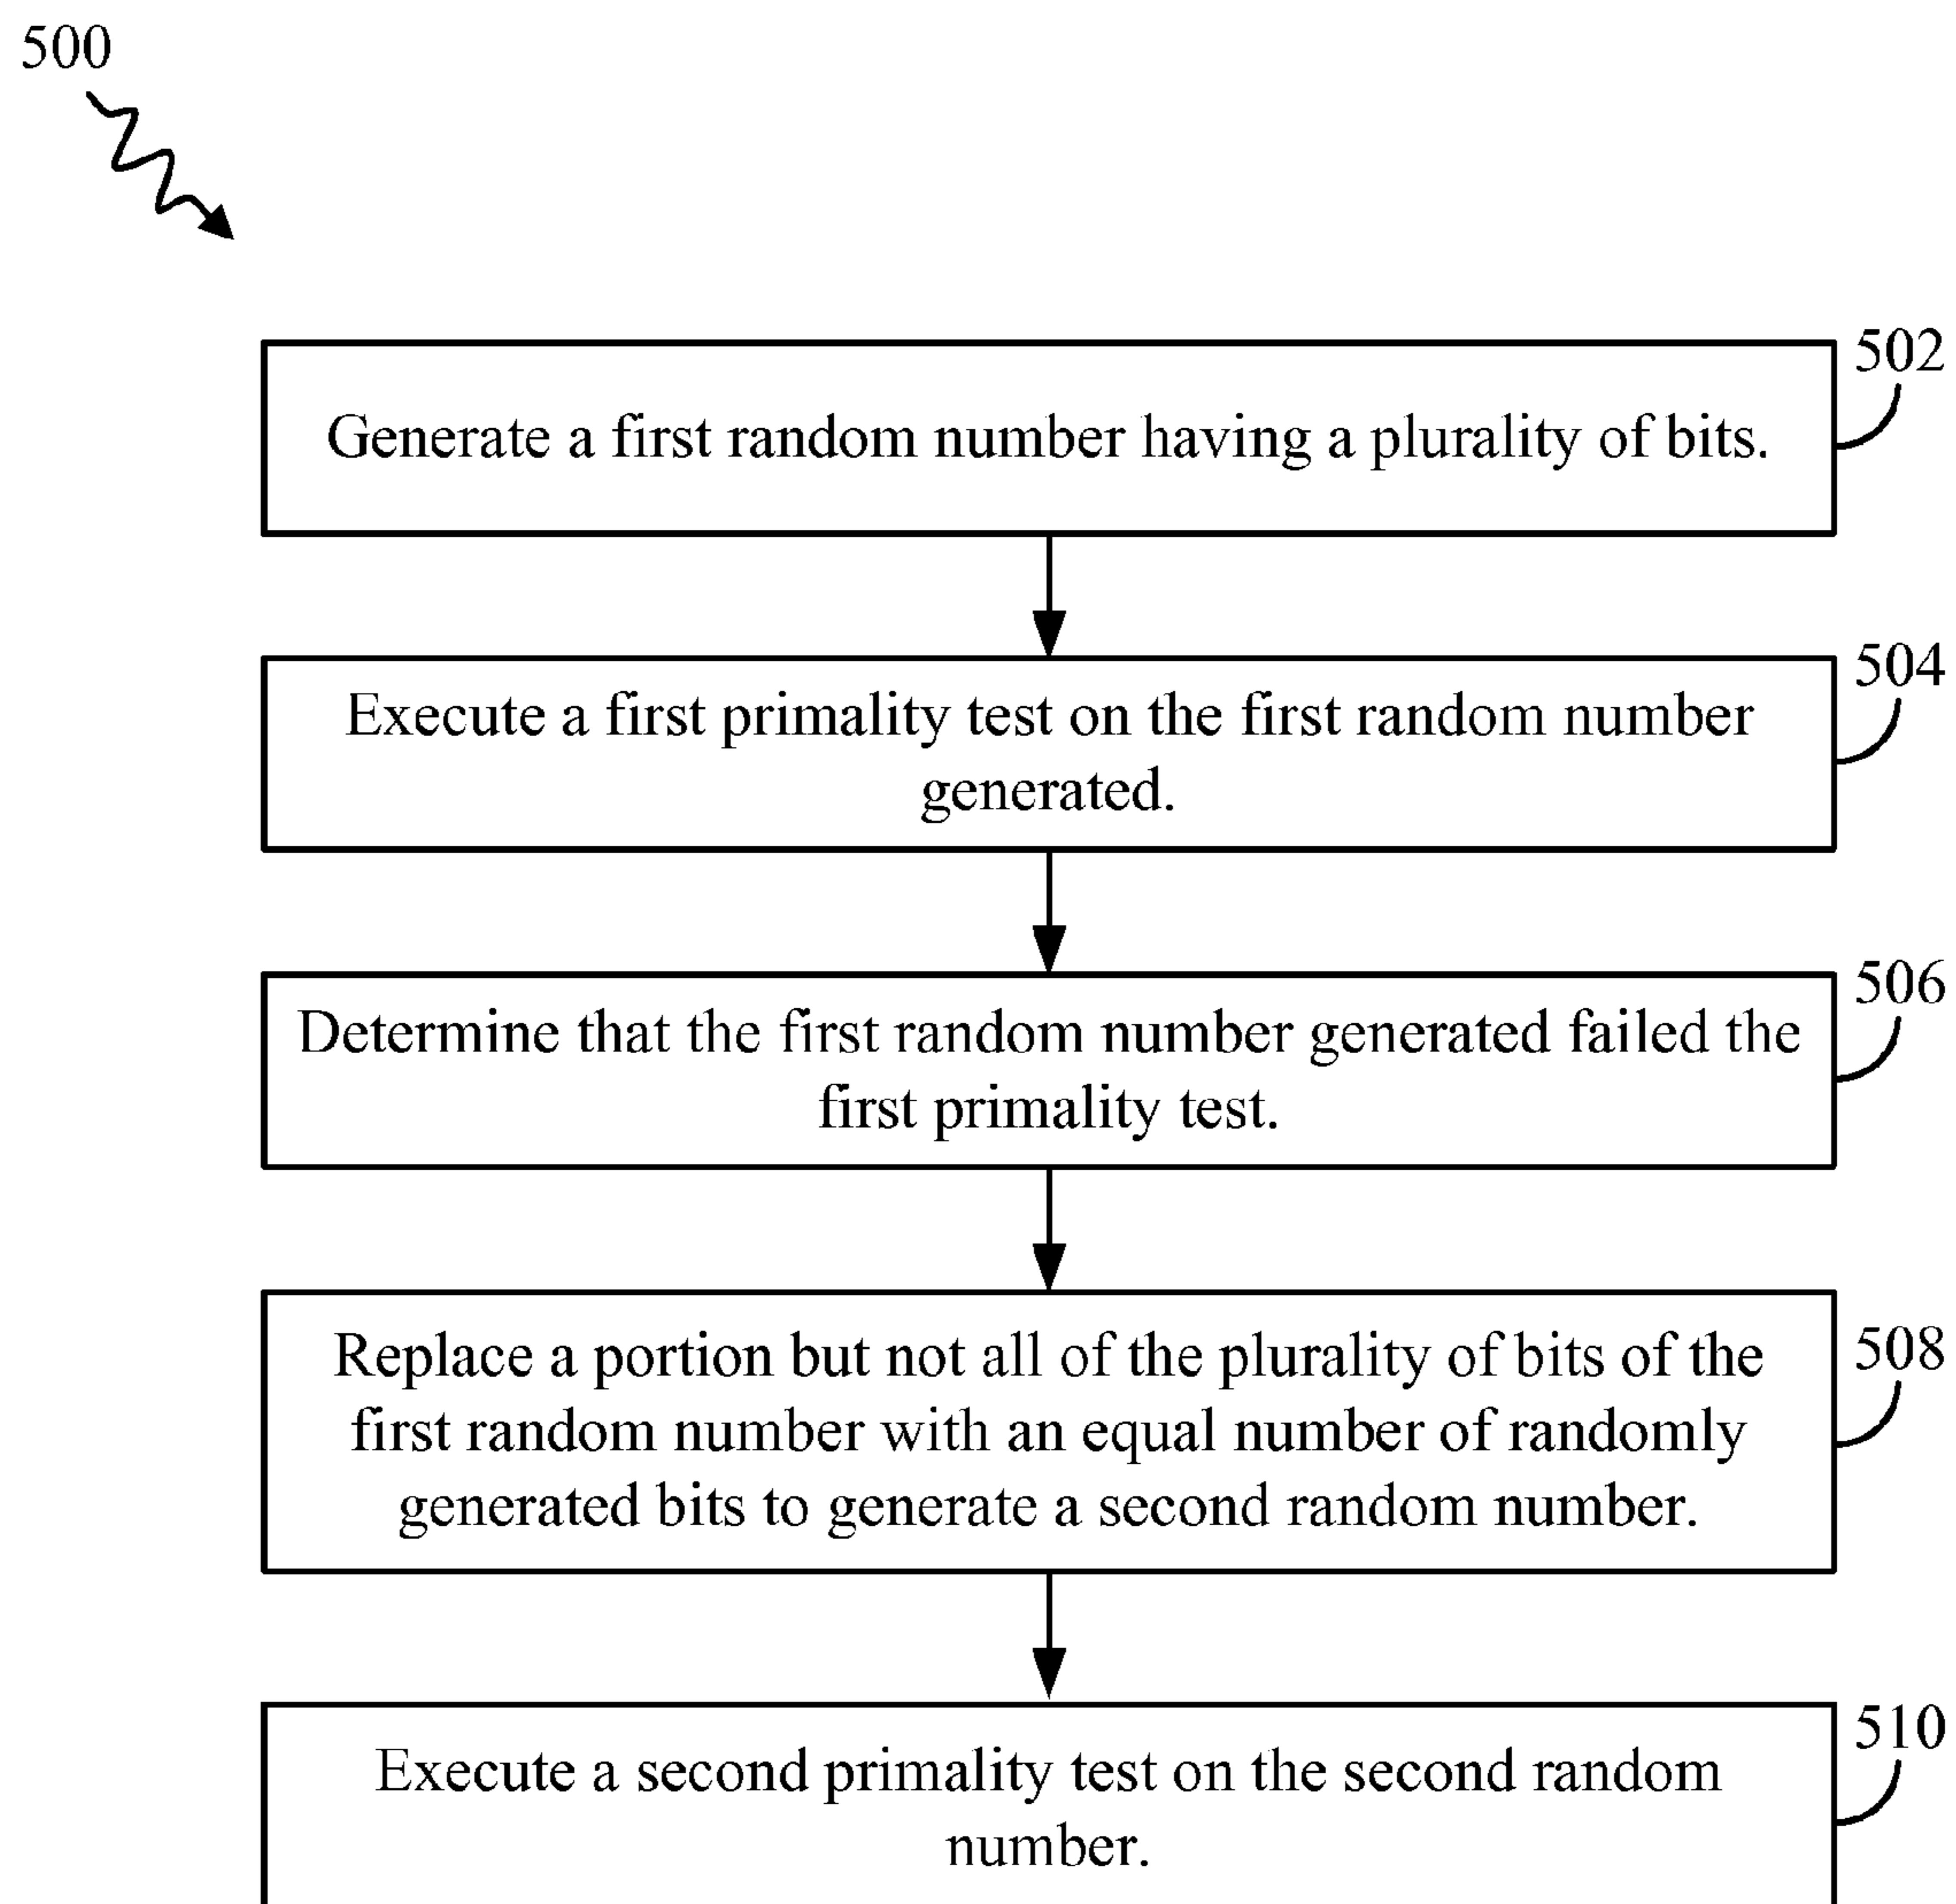 500
502
Generate a first random number having a plurality of bits.
504
Execute a first primality test on the first random number
generated.
506
Determine that the first random number generated failed the
first primality test.
508
Replace a portion but not all of the plurality of bits of the
first random number with an equal number of randomly
generated bits to generate a second random number.
510
Execute a second primality test on the second random
number.